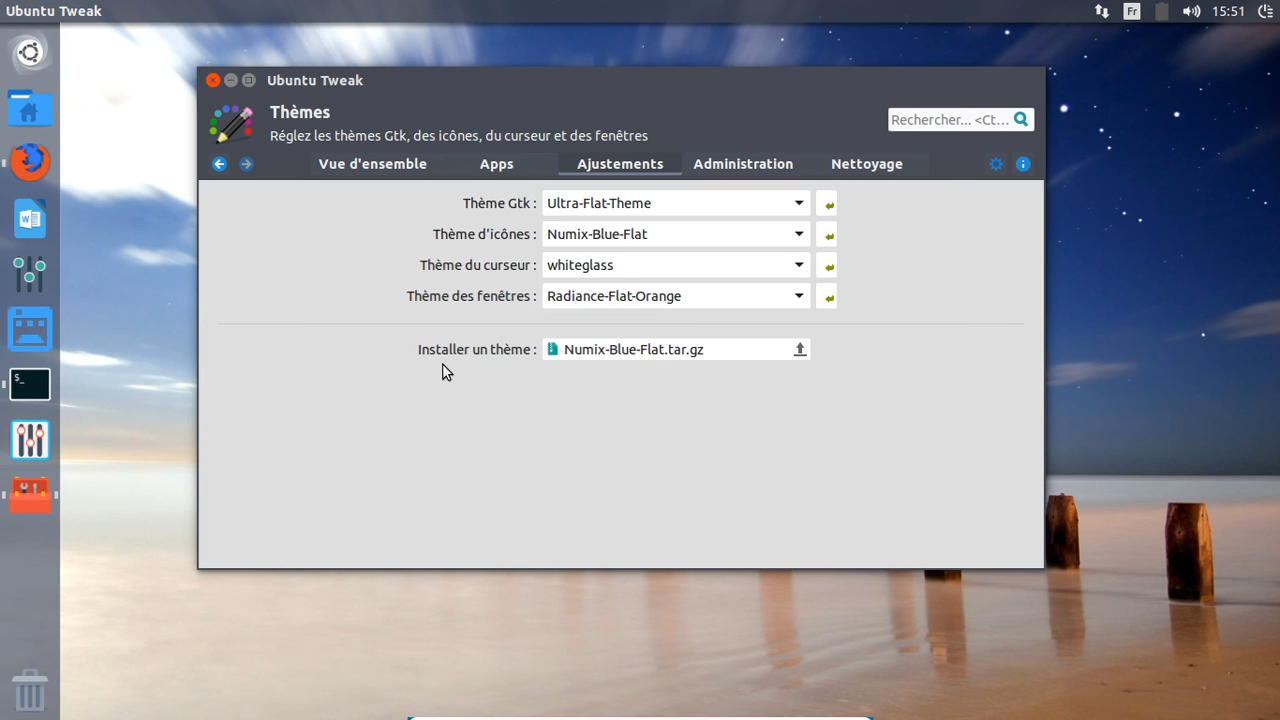 Ubuntu Tweak
Fr
15:51
Ubuntu Tweak
Thèmes
Réglez les thèmes Gtk, des icônes, du curseur et des fenêtres
Rechercher... <Ct...
Vue d'ensemble Apps Ajustements Administration Nettoyage
Thème Gtk : Ultra-Flat-Theme
Thème d'icônes : Numix-Blue-Flat
Thème du curseur : whiteglass
Thème des fenêtres : Radiance-Flat-Orange
Installer un thème : Numix-Blue-Flat.tar.gz
W
$_